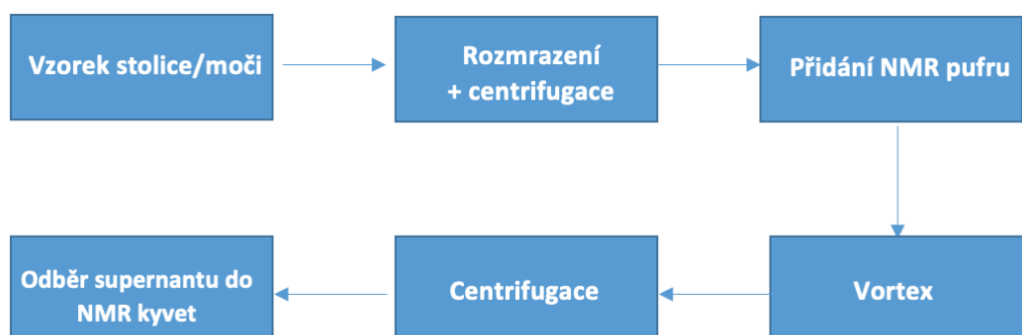 Vzorek stolice/moči
Rozmrazení
+ centrifugace
Přidání NMR pufru
Vortex
Centrifugace
Odběr supernantu do
NMR kyvet